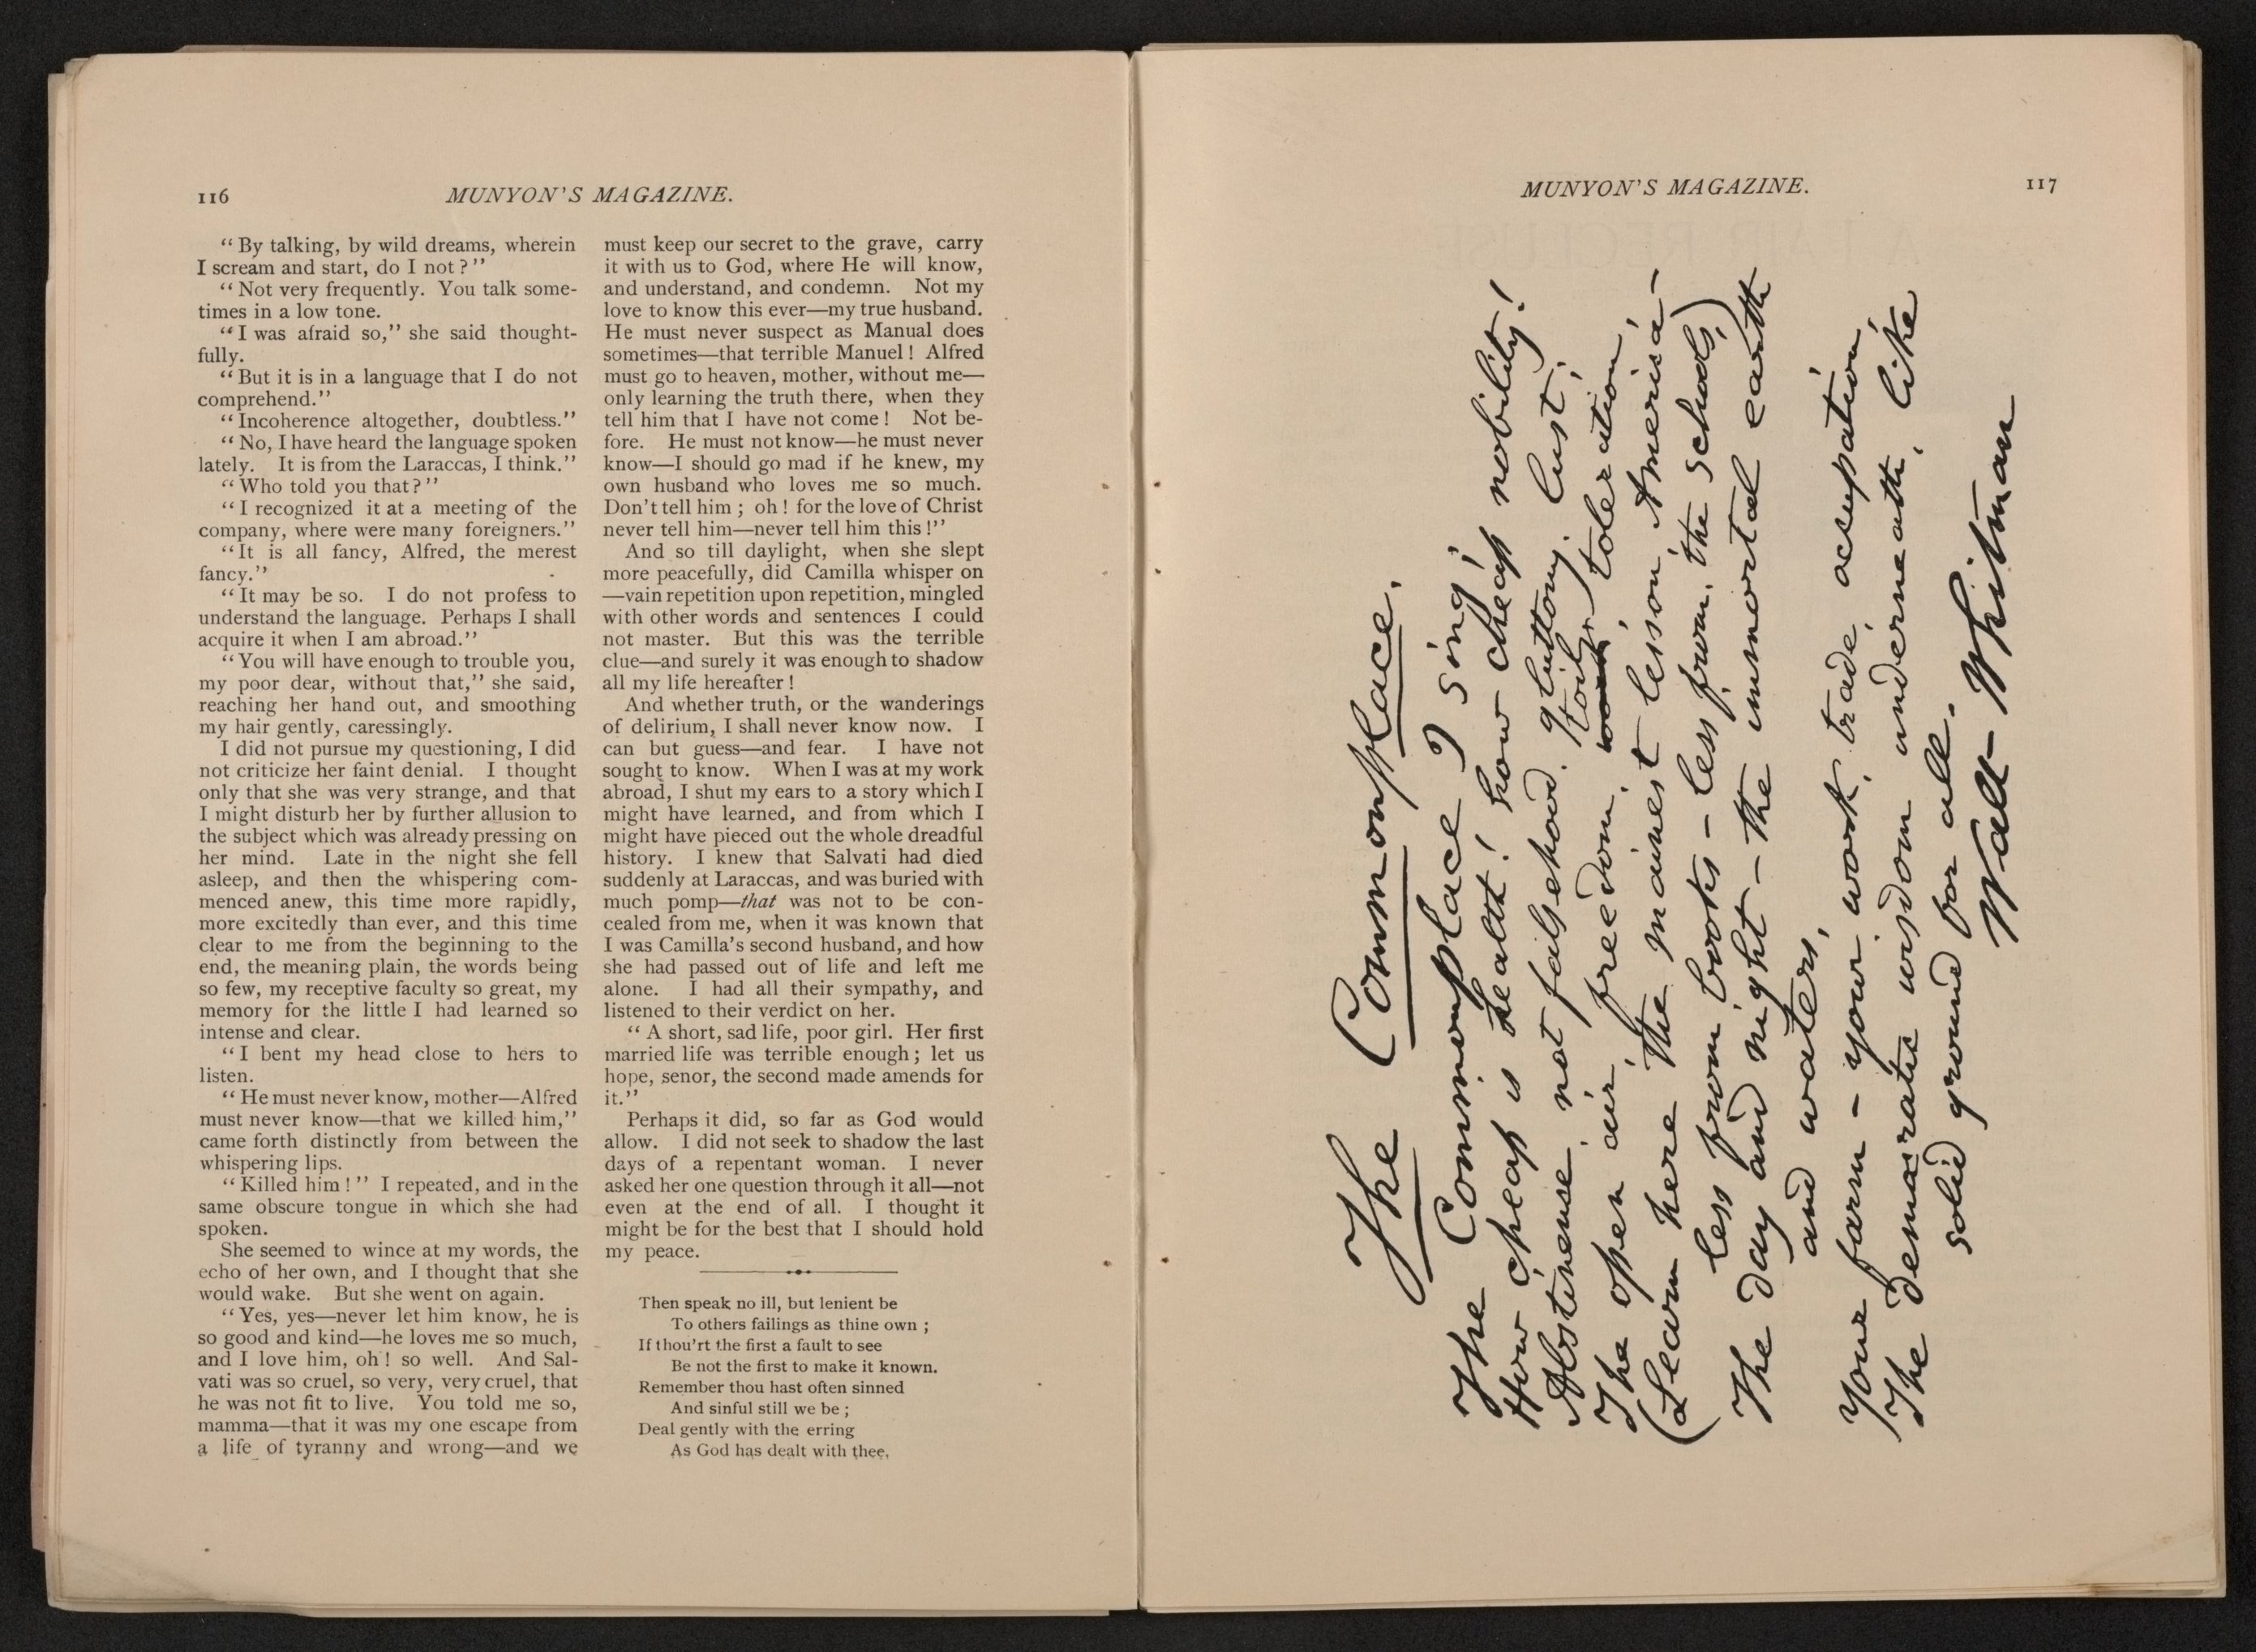 116
MUNYON'S MAGAZINE.
“By talking, by wild dreams, wherein
I scream and start, do I not?”
“Not very frequently. You talk some-
times in a low tone.
“I was afraid so,” she said thought-
fully.
“But it is in a language that I do not
comprehend.”
“Incoherence altogether, doubtless.”
“No, I have heard the language spoken
lately. It is from the Laraccas, I think.”
“Who told you that?”
“I recognized it at a meeting of the
company, where were many foreigners.”
“It is all fancy, Alfred, the merest
fancy.”
“It may be so. I do not profess to
understand the language. Perhaps I shall
acquire it when I am abroad.”
“You will have enough to trouble you,
my poor dear, without that,” she said,
reaching her hand out, and smoothing
my hair gently, caressingly.
I did not pursue my questioning, I did
not criticize her faint denial. I thought
only that she was very strange, and that
I might disturb her by further allusion to
the subject which was already pressing on
her mind. Late in the night she fell
asleep, and then the whispering com-
menced anew, this time more rapidly,
more excitedly than ever, and this time
clear to me from the beginning to the
end, the meaning plain, the words being
so few, my receptive faculty so great, my
memory for the little I had learned so
intense and clear.
“I bent my head close to hers to
listen.
“He must never know, mother—Alfred
must never know—that we killed him,”
came forth distinctly from between the
whispering lips.
“Killed him!” I repeated, and in the
same obscure tongue in which she had
spoken.
She seemed to wince at my words, the
echo of her own, and I thought that she
would wake. But she went on again.
“Yes, yes—never let him know, he is
so good and kind—he loves me so much,
and I love him, oh! so well. And Sal-
vati was so cruel, so very, very cruel, that
he was not fit to live. You told me so,
mamma—that it was my one escape from
a life of tyranny and wrong—and we
must keep our secret to the grave, carry
it with us to God, where He will know,
and understand, and condemn. Not my
love to know this ever—my true husband.
He must never suspect as Manual does
sometimes—that terrible Manuel! Alfred
must go to heaven, mother, without me—
only learning the truth there, when they
tell him that I have not come! Not be-
fore. He must not know—he must never
know—I should go mad if he knew, my
own husband who loves me so much.
Don't tell him; oh! for the love of Christ
never tell him—never tell him this!”
And so till daylight, when she slept
more peacefully, did Camilla whisper on
—vain repetition upon repetition, mingled
with other words and sentences I could
not master. But this was the terrible
clue—and surely it was enough to shadow
all my life hereafter!
And whether truth, or the wanderings
of delirium, I shall never know now. I
can but guess—and fear. I have not
sought to know. When I was at my work
abroad, I shut my ears to a story which I
might have learned, and from which I
might have pieced out the whole dreadful
history. I knew that Salvati had died
suddenly at Laraccas, and was buried with
much pomp—that was not to be con-
cealed from me, when it was known that
I was Camilla's second husband, and how
she had passed out of life and left me
alone. I had all their sympathy, and
listened to their verdict on her.
“A short, sad life, poor girl. Her first
married life was terrible enough; let us
hope, senor, the second made amends for
it.”
Perhaps it did, so far as God would
allow. I did not seek to shadow the last
days of a repentant woman. I never
asked her one question through it all—not
even at the end of all. I thought it
might be for the best that I should hold
my peace.
Then speak no ill, but lenient be
To others failings as thine own;
If thou'rt the first a fault to see
Be not the first to make it known.
Remember thou hast often sinned
And sinful still we be;
Deal gently with the erring
As God has dealt with thee,
MUNYON'S MAGAZINE.
117
The Commonplace.
The Commonplace I sing;
How cheap is health! how cheap nobility!
Abstinence, no falsehood, gluttony, lust;
The open air, freedom, toleration,
(Learn here the mainest lesson, America—
less from books — less from the schools,)
The day and night — the immortal earth
and waters,
Your farm — your work, trade, occupation,
The democratic wisdom underneath, like
solid ground for all.
Walt Whitman